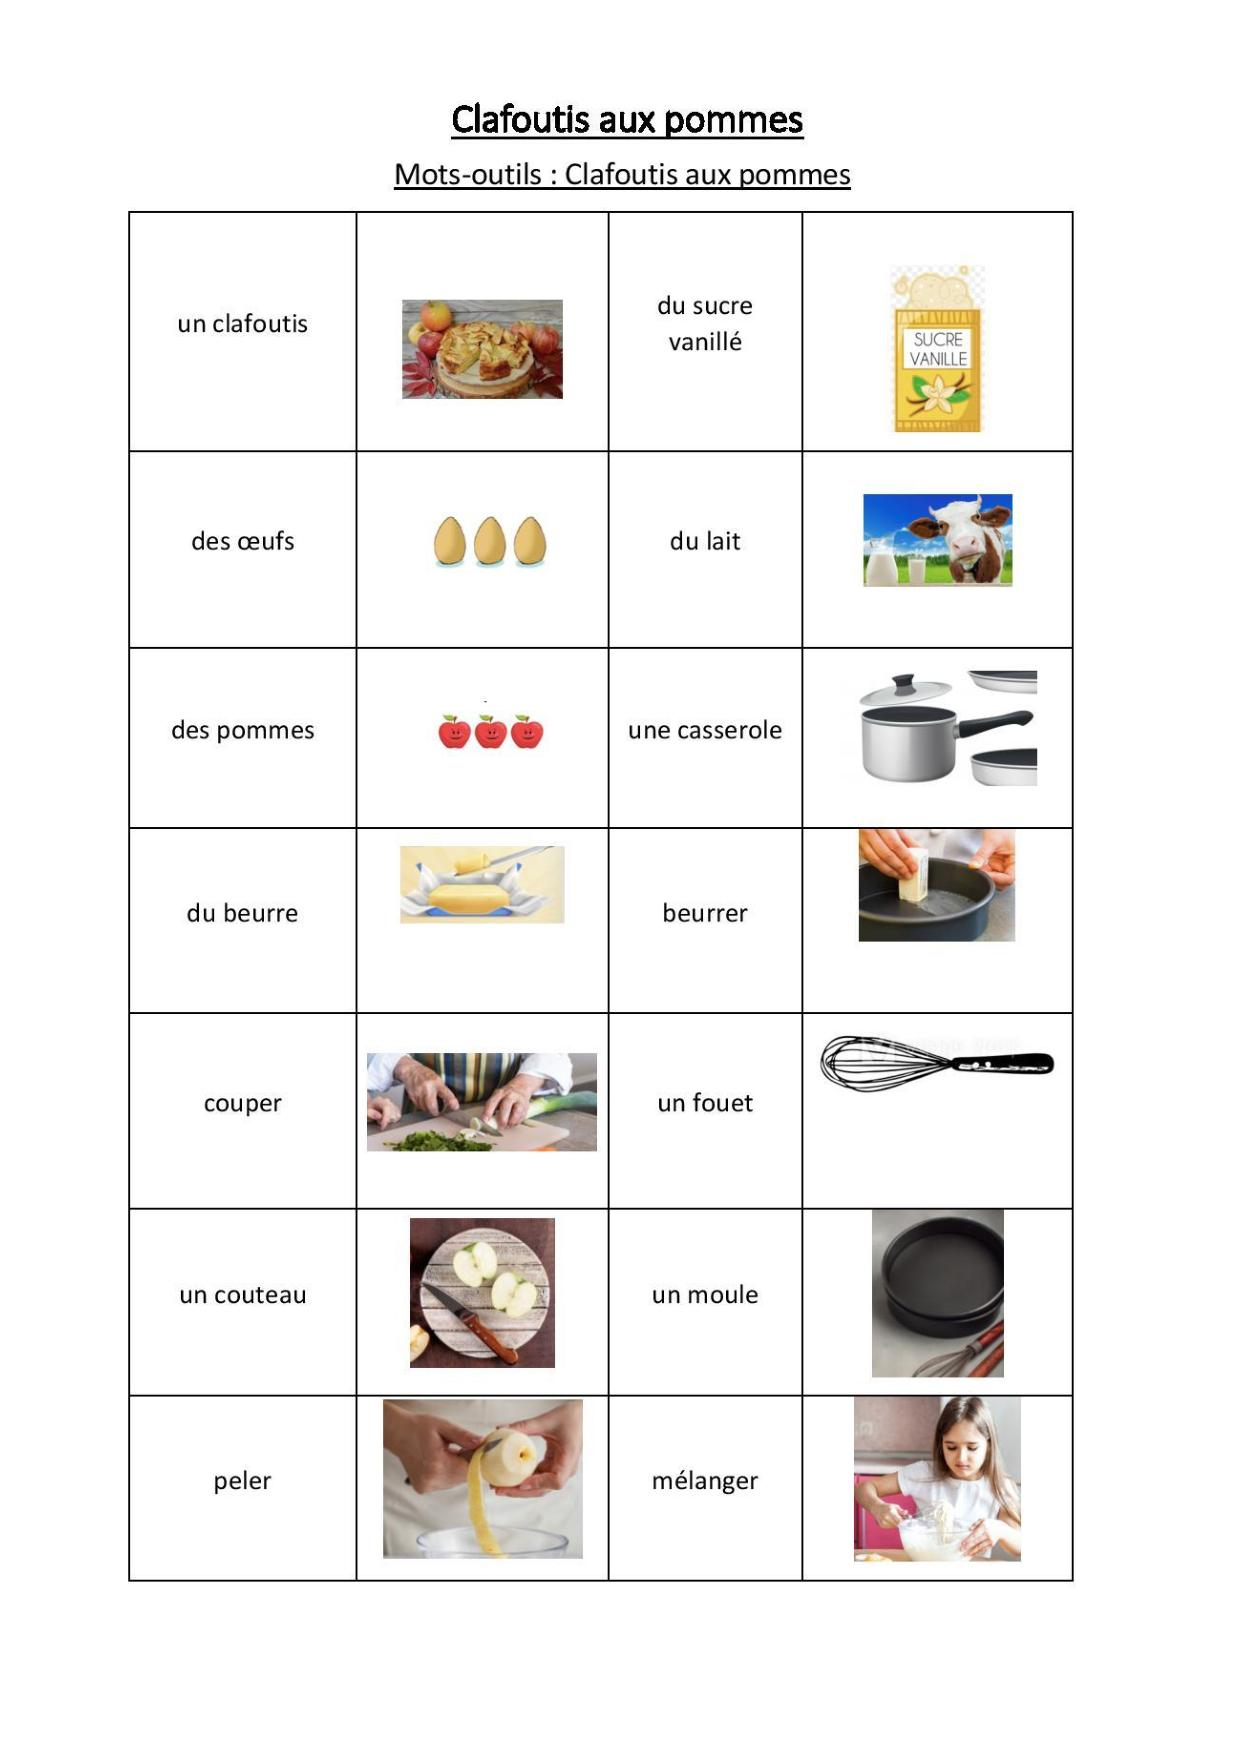 Clafoutis aux pommes
Mots-outils : Clafoutis aux pommes
un clafoutis
du sucre
vanillé
SUCRE
VANILLE
des œufs
du lait
des pommes
une casserole
du beurre
beurrer
couper
un fouet
un couteau
un moule
peler
mélanger